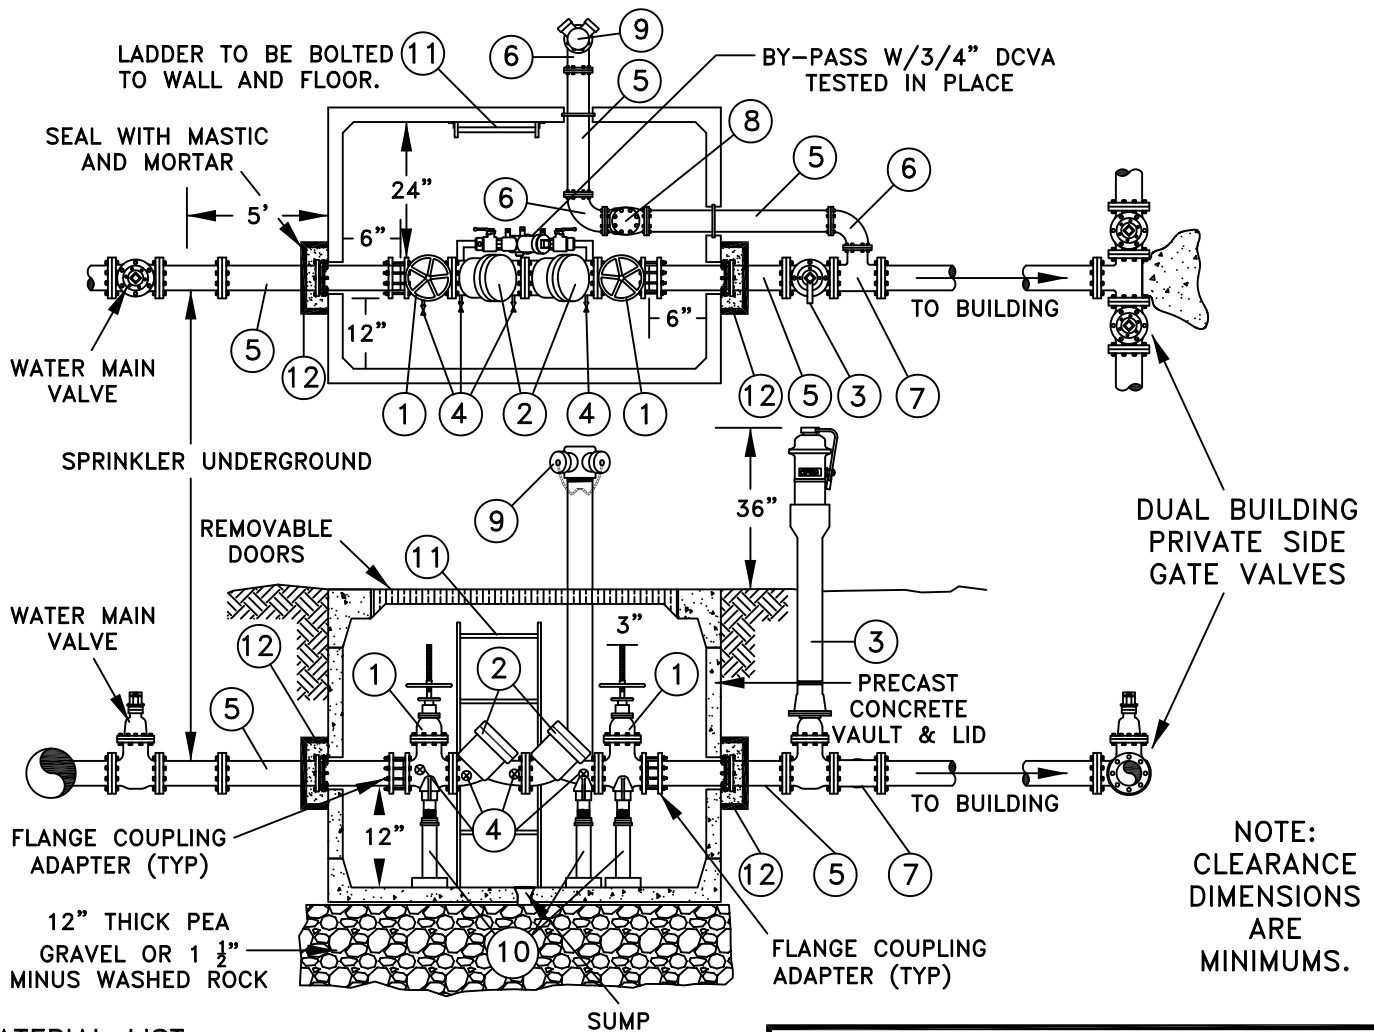 9
LADDER TO BE BOLTED
TO WALL AND FLOOR.
11
6
BY-PASS W/3/4" DCVA
TESTED IN PLACE
5
8
SEAL WITH MASTIC
AND MORTAR
5
6
24"
5'
6
6"
TO BUILDING
12"
6"
5
WATER MAIN
VALVE
12
1
4
2
4
1
12
5
3
7
SPRINKLER UNDERGROUND
9
36"
DUAL BUILDING
PRIVATE SIDE
GATE VALVES
REMOVABLE
DOORS
11
WATER MAIN
VALVE
12
3"
3
1
2
1
PRECAST
CONCRETE
VAULT & LID
5
TO BUILDING
FLANGE COUPLING
ADAPTER (TYP)
12"
4
12
5
7
NOTE:
CLEARANCE
DIMENSIONS
ARE
MINIMUMS.
12" THICK PEA
GRAVEL OR 1 1/2"
MINUS WASHED ROCK
10
FLANGE COUPLING
ADAPTER (TYP)
SUMP